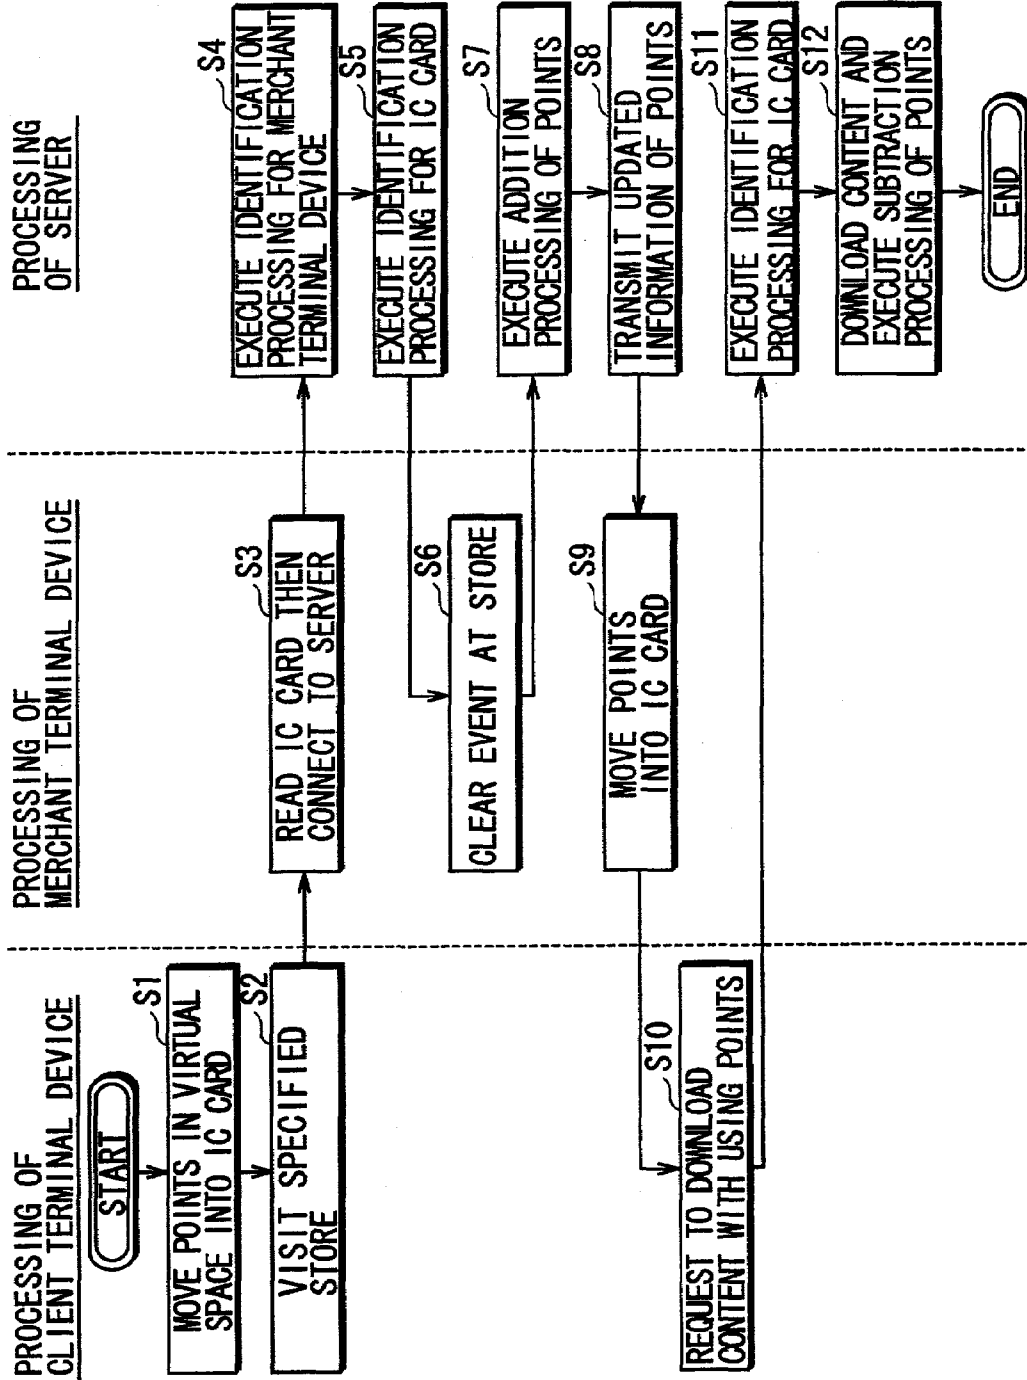 PROCESSING OF
CLIENT TERMINAL DEVICE
PROCESSING OF
MERCHANT TERMINAL DEVICE
PROCESSING
OF SERVER
START
S1
MOVE POINTS IN VIRTUAL
SPACE INTO IC CARD
S2
VISIT SPECIFIED
STORE
S3
READ IC CARD THEN
CONNECT TO SERVER
S4
EXECUTE IDENTIFICATION
PROCESSING FOR MERCHANT
TERMINAL DEVICE
S5
EXECUTE IDENTIFICATION
PROCESSING FOR IC CARD
S6
CLEAR EVENT AT STORE
S7
EXECUTE ADDITION
PROCESSING OF POINTS
S8
TRANSMIT UPDATED
INFORMATION OF POINTS
S9
MOVE POINTS
INTO IC CARD
S10
REQUEST TO DOWNLOAD
CONTENT WITH USING POINTS
S11
EXECUTE IDENTIFICATION
PROCESSING FOR IC CARD
S12
DOWNLOAD CONTENT AND
EXECUTE SUBTRACTION
PROCESSING OF POINTS
END